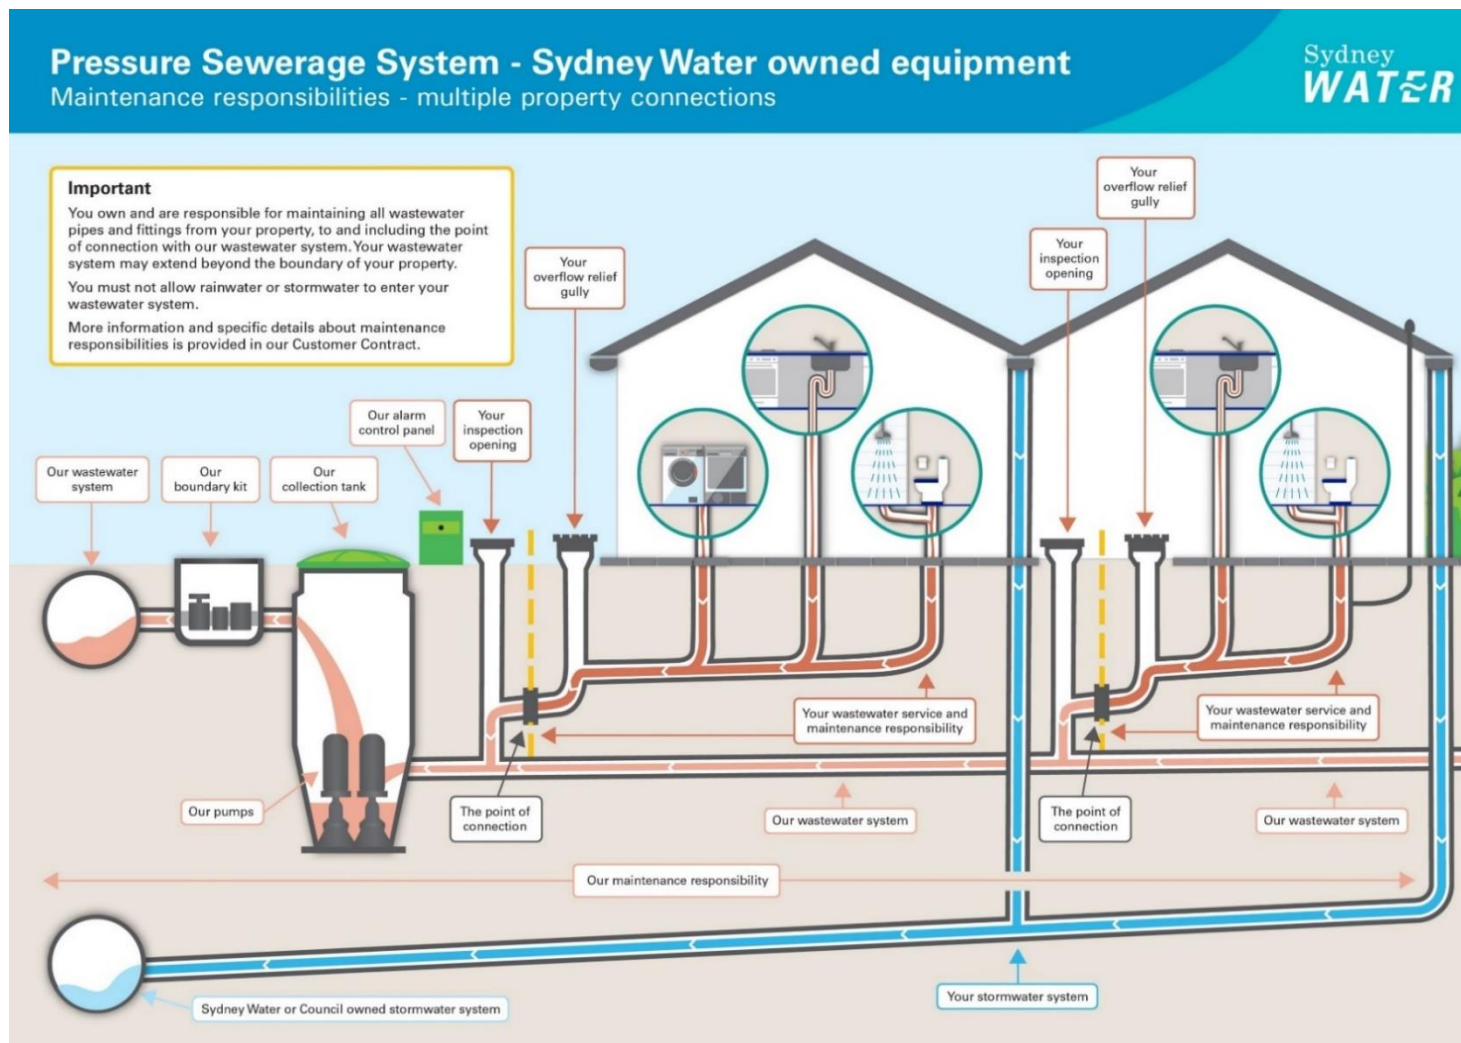 Pressure Sewerage System - Sydney Water owned equipment
Maintenance responsibilities - multiple property connections
Sydney
WATER
Important
You own and are responsible for maintaining all wastewater
pipes and fittings from your property, to and including the point
of connection with our wastewater system. Your wastewater
system may extend beyond the boundary of your property.
You must not allow rainwater or stormwater to enter your
wastewater system.
More information and specific details about maintenance
responsibilities is provided in our Customer Contract.
Your
overflow relief
gully
Your
inspection
opening
Your
overflow relief
gully
Our alarm
control panel
Your
inspection
opening
Our wastewater
system
Our
boundary kit
Our
collection tank
Your wastewater service and
maintenance responsibility
Your wastewater service and
maintenance responsibility
Our pumps
The point of
connection
Our wastewater system
The point of
connection
Our wastewater system
Our maintenance responsibility
Your stormwater system
Sydney Water or Council owned stormwater system